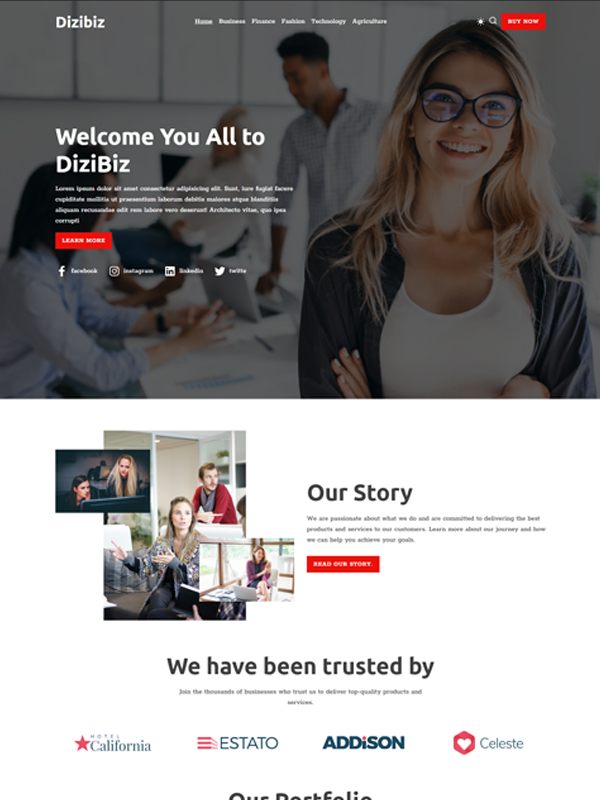 Dizibiz
Home Business Finance Fashion Technology Agriculture
BUY NOW
Welcome You All to
DiziBiz
Lorem ipsum dolor sit amet consectetur adipisicing elit. Sunt, iure fugiat facere
cupiditate mollitia ut praesentium laborum debitis maiores atque blanditiis
aliquam recusandae odit rem labore vero deserunt! Architecto vitae, quo ipsa
corrupti
LEARN MORE
facebook instagram linkedin twitte
Our Story
We are passionate about what we do and are committed to delivering the best
products and services to our customers. Learn more about our journey and how
we can help you achieve your goals.
READ OUR STORY.
We have been trusted by
Join the thousands of businesses who trust us to deliver top-quality products and
services.
HOTEL
California
ESTATO
ADDISON
Celeste
Our Portfolio